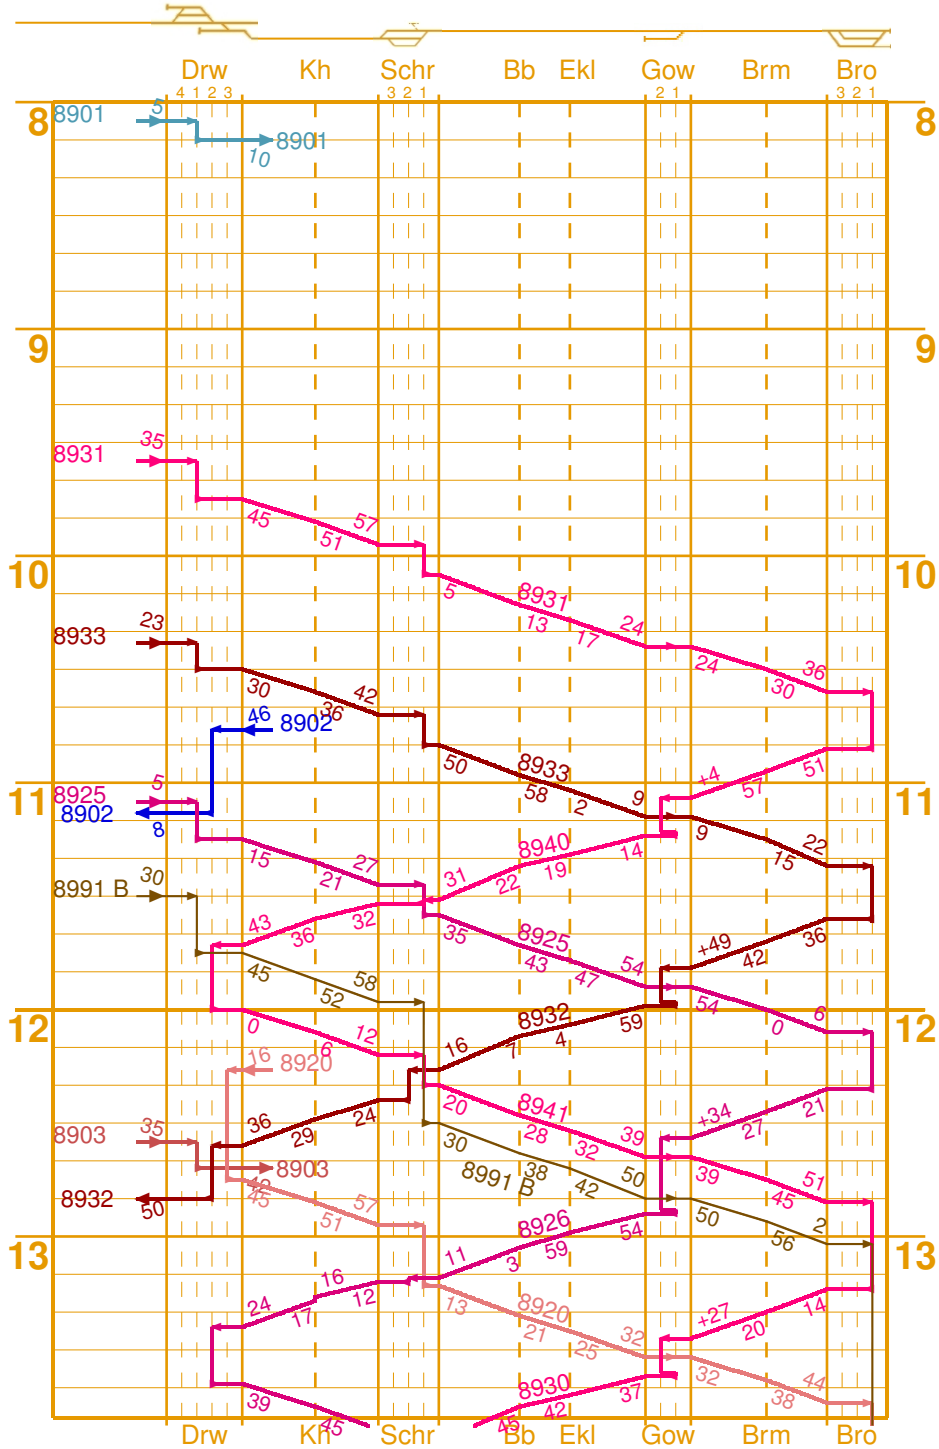 Drw Kh Schr Bb Ekl Gow Brm Bro
4 1 2 3 3 2 1 2 1 3 2 1
8 8901 5 8
8901
10
9 9
35
8931
45 57
51
10 10
5 8931
13 24
17
23 24 36
8933 30
30 42
36
46 8902
50 8933 +4 51
58 57
2 9
5
8925
11 11
8902
8 9 22
15
15 27 8940 14
21 31 19
30 22
8991 B
43 32 35 8925 +49 36
36 43 42
45 58 47 54
52 54
6
12 0 8932 59 0 12
12 16 4
6 7
16 8920
20 8941 +34 21
36 24 28 27
35 29 32 39
8903 30 39
8903 38 51
42 8991 B 50 45
45 57 42
8932 50 51 50
8926 54 2
56
13 11 59 13
16 3
24 12 13 8920 +27 14
17 21 20
25 32
32 44
8930 37 38
39 42
45 45
Drw Kh Schr Bb Ekl Gow Brm Bro